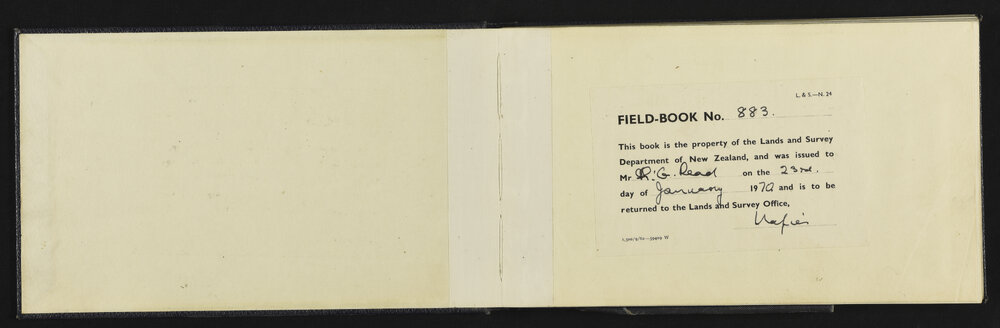 L. & S.—N. 24
FIELD-BOOK No. 883.
This book is the property of the Lands and Survey
Department of New Zealand, and was issued to
Mr R. G. Read on the 23rd.
day of January 1970 and is to be
returned to the Lands and Survey Office,
Napier